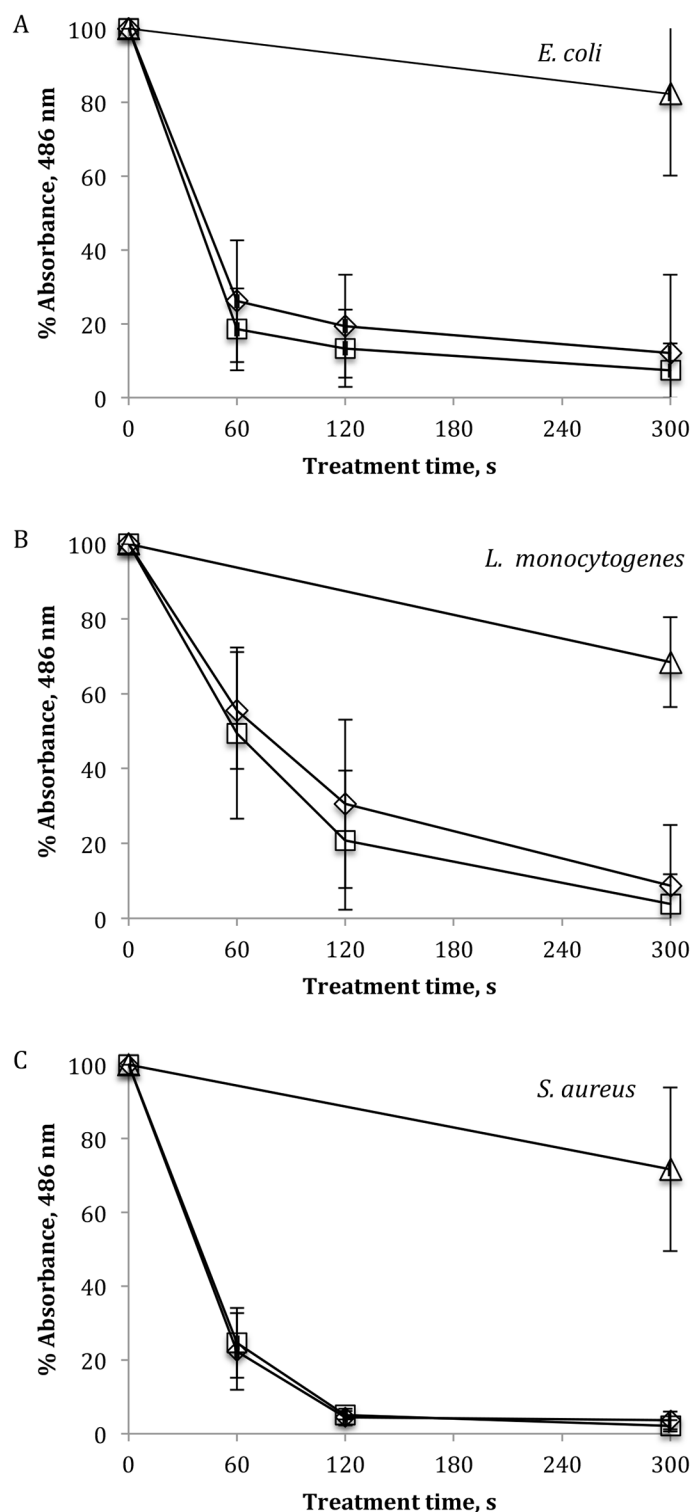 A
E. coli
% Absorbance, 486 nm
100
80
60
40
20
0
0 60 120 180 240 300
Treatment time, s
B
L. monocytogenes
% Absorbance, 486 nm
100
80
60
40
20
0
0 60 120 180 240 300
Treatment time, s
C
S. aureus
% Absorbance, 486 nm
100
80
60
40
20
0
0 60 120 180 240 300
Treatment time, s